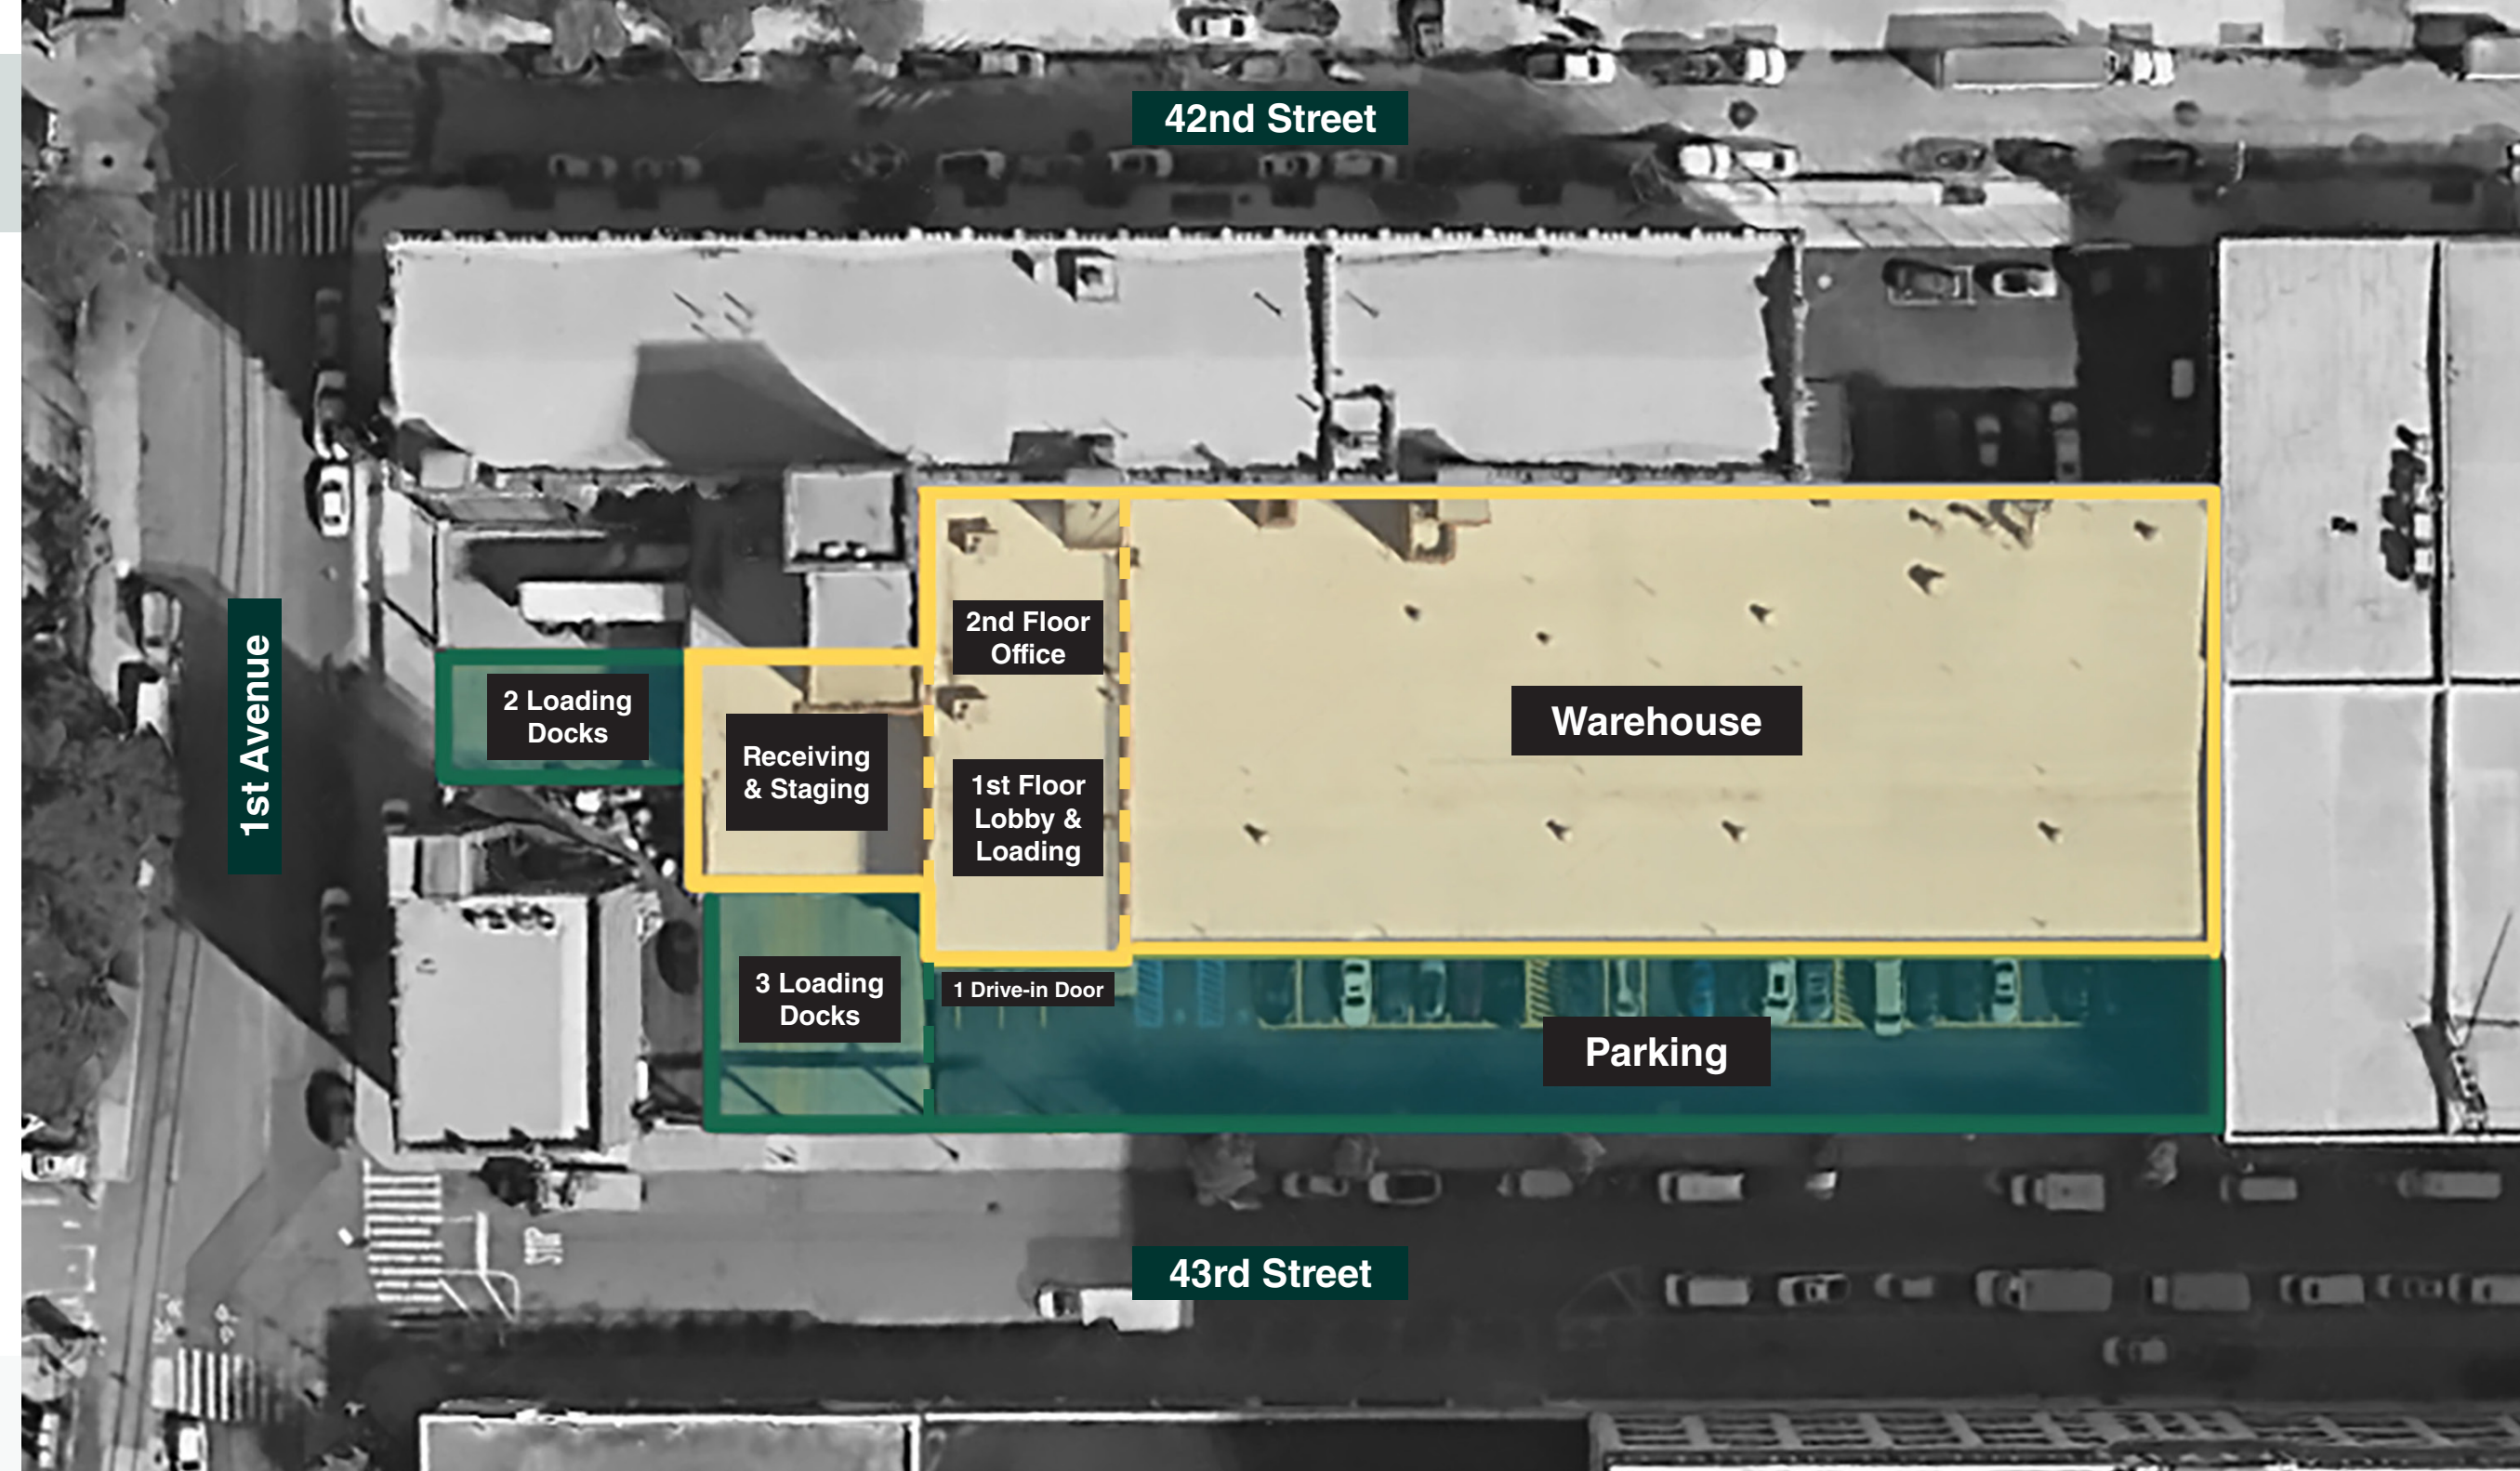 42nd Street
2nd Floor
Office
2 Loading
Docks
Warehouse
Receiving
& Staging
1st Avenue
1st Floor
Lobby &
Loading
3 Loading
Docks
1 Drive-in Door
Parking
43rd Street